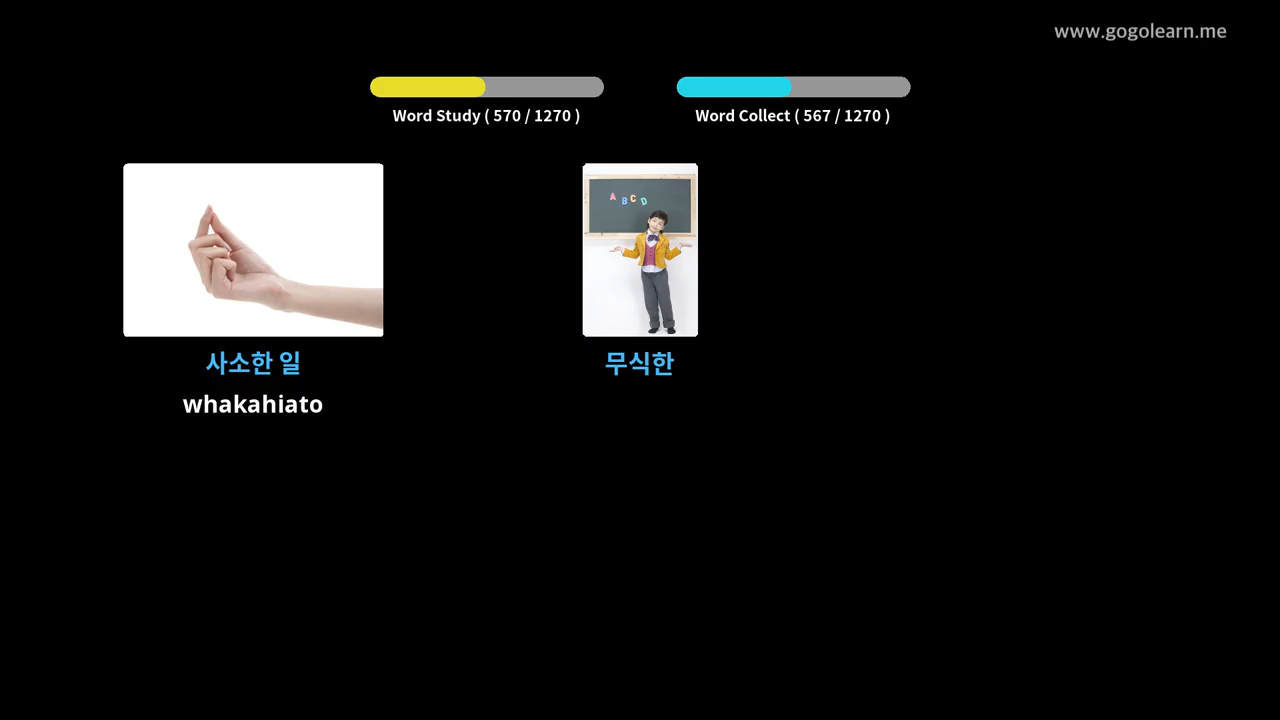 www.gogolearn.me
Word Study ( 570 / 1270 )
Word Collect ( 567 / 1270 )
A B C D
사소한 일
무식한
whakahiato